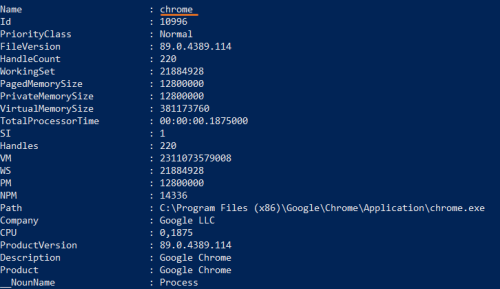 Name : chrome
Id : 10996
PriorityClass : Normal
FileVersion : 89.0.4389.114
HandleCount : 220
WorkingSet : 21884928
PagedMemorySize : 12800000
PrivateMemorySize : 12800000
VirtualMemorySize : 381173760
TotalProcessorTime : 00:00:00.1875000
SI : 1
Handles : 220
VM : 2311073579008
WS : 21884928
PM : 12800000
NPM : 14336
Path : C:\Program Files (x86)\Google\Chrome\Application\chrome.exe
Company : Google LLC
CPU : 0,1875
ProductVersion : 89.0.4389.114
Description : Google Chrome
Product : Google Chrome
__NounName : Process